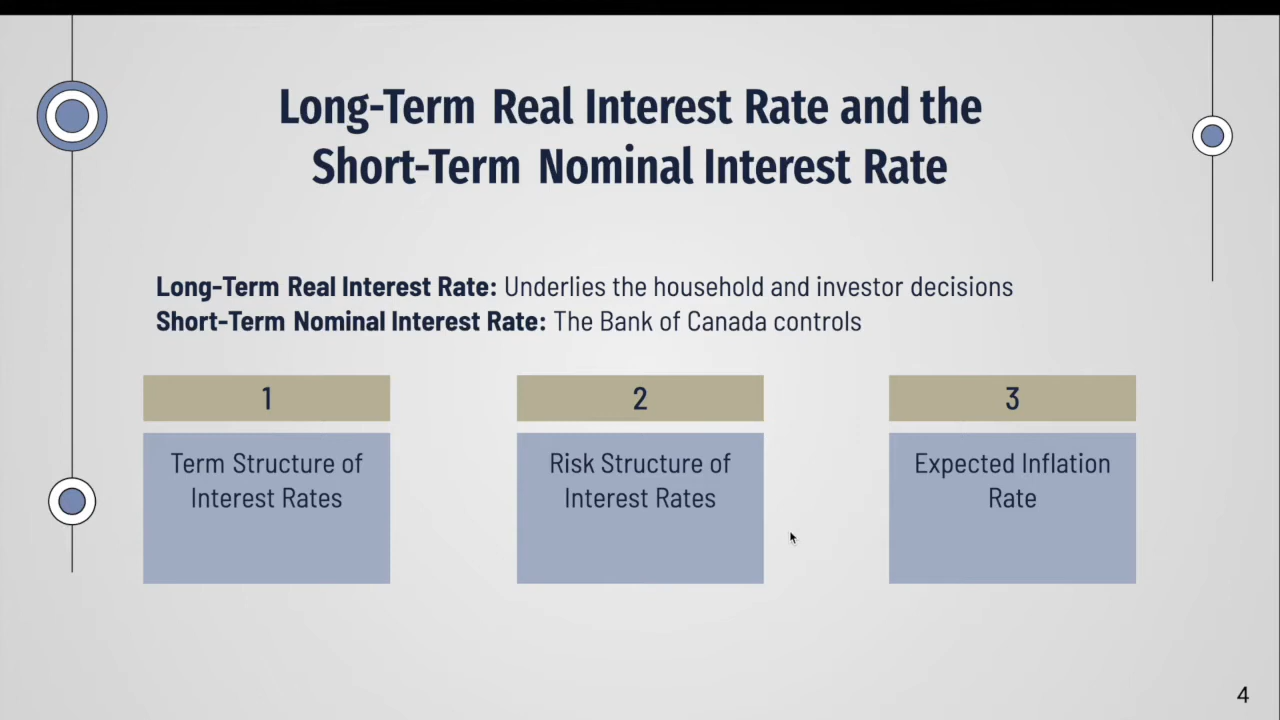 Long-Term Real Interest Rate and the
Short-Term Nominal Interest Rate
Long-Term Real Interest Rate: Underlies the household and investor decisions
Short-Term Nominal Interest Rate: The Bank of Canada controls
1
Term Structure of
Interest Rates
2
Risk Structure of
Interest Rates
3
Expected Inflation
Rate
4